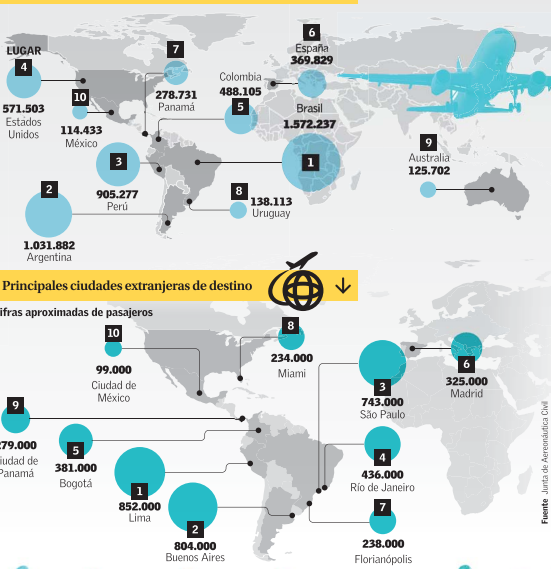 LUGAR
4
571.503
Estados
Unidos
10
114.433
México
7
278.731
Panamá
Colombia
488.105
5
6
España
369.829
Brasil
1.572.237
1
3
905.277
Perú
2
1.031.882
Argentina
8
138.113
Uruguay
9
Australia
125.702
Principales ciudades extranjeras de destino
ifras aproximadas de pasajeros
10
99.000
Ciudad de
México
8
234.000
Miami
3
743.000
São Paulo
6
325.000
Madrid
9
279.000
iudad de
Panamá
5
381.000
Bogotá
1
852.000
Lima
2
804.000
Buenos Aires
4
436.000
Río de Janeiro
7
238.000
Florianópolis
Fuente Junta de Aeronáutica Civil